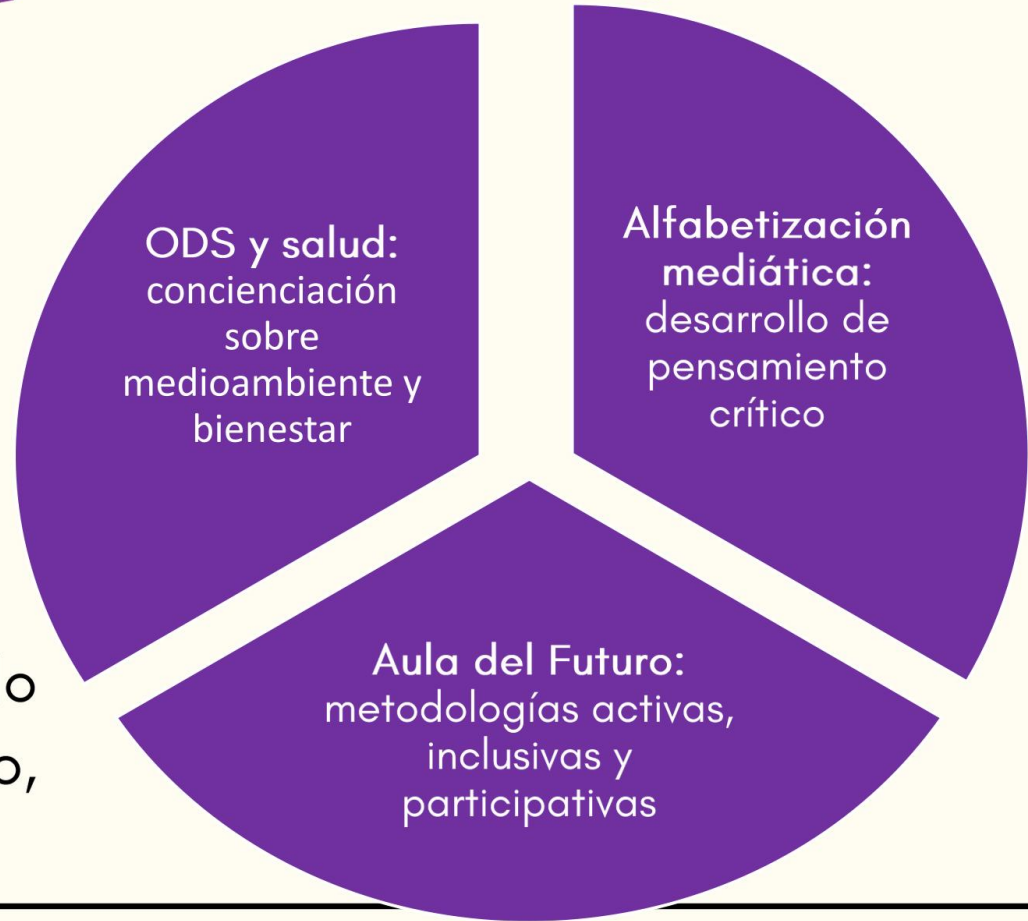 ODS y salud:
concienciación
sobre
medioambiente y
bienestar
Alfabetización
mediática:
desarrollo de
pensamiento
crítico
Aula del Futuro:
metodologías activas,
inclusivas y
participativas